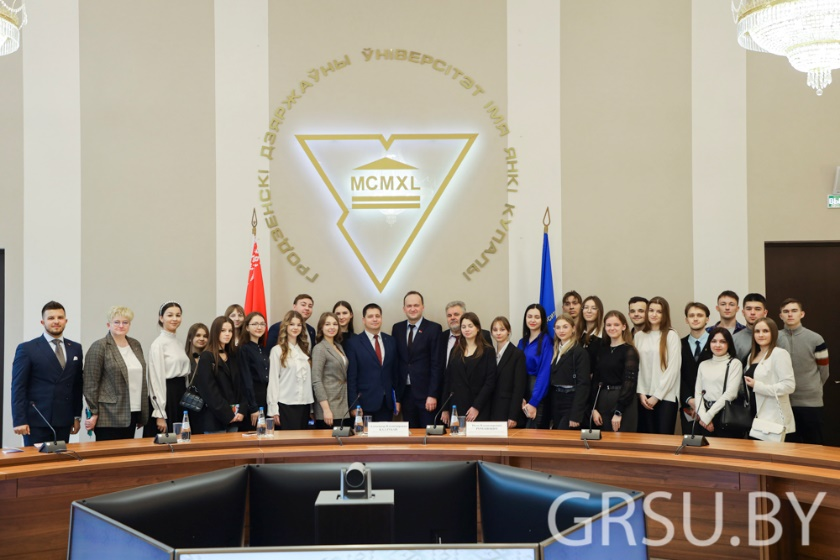 ГРОДЗЕНСКІ ДЗЯРЖАЎНЫ ЎНІВЕРСІТЭТ ІМЯ ЯНКІ КУПАЛЫ
MCMXL
GRSU.BY